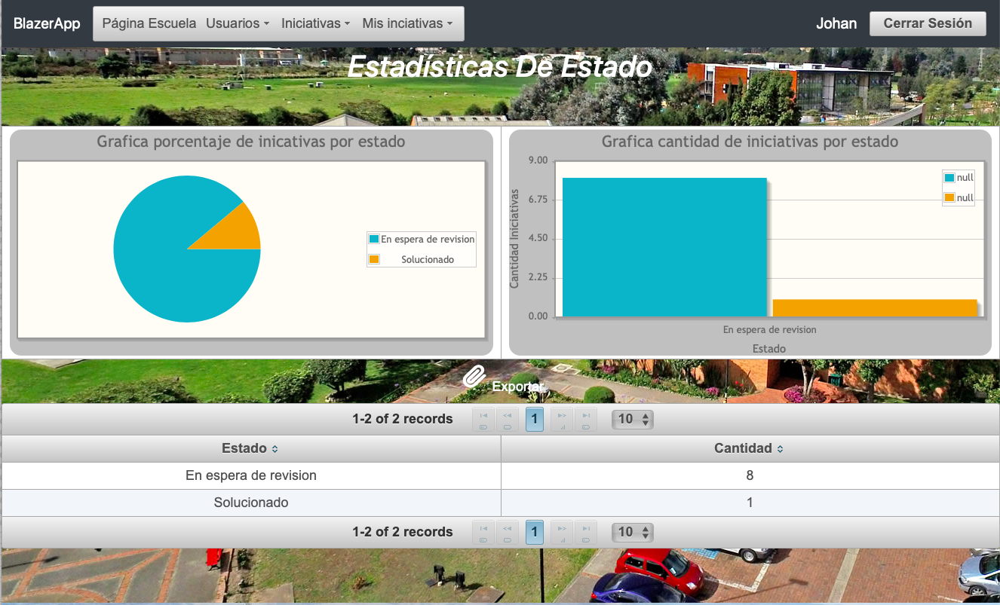 BlazerApp Página Escuela Usuarios Iniciativas Mis inciativas Johan Cerrar Sesión
Estadísticas De Estado
Grafica porcentaje de inicativas por estado
En espera de revision
Solucionado
Grafica cantidad de iniciativas por estado
9.00
6.75
4.50
2.25
0.00
Cantidad Iniciativas
null
null
En espera de revision
Estado
Exportar
1-2 of 2 records 1 10
Estado Cantidad
En espera de revision 8
Solucionado 1
1-2 of 2 records 1 10